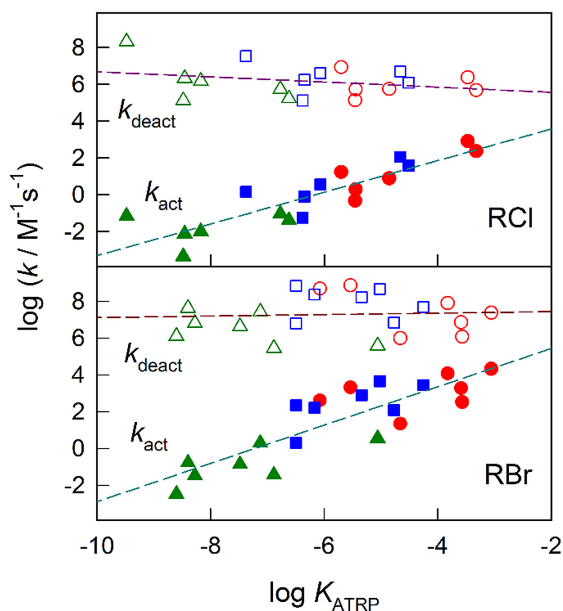 8
6
4
2
0
-2
k_deact
k_act
RCl
log (k / M⁻¹s⁻¹)
8
6
4
2
0
-2
k_deact
k_act
RBr
-10 -8 -6 -4 -2
log K_ATRP